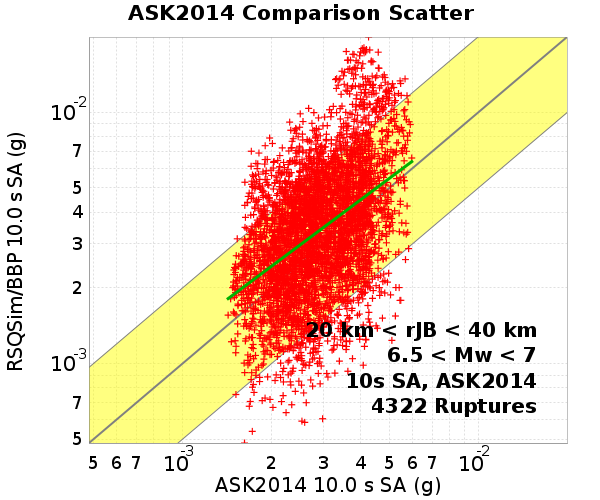 ASK2014 Comparison Scatter
RSQSim/BBP 10.0 s SA (g)
10-2
7
5
4
3
2
10-3
7
5
20 km < rJB < 40 km
6.5 < Mw < 7
10s SA, ASK2014
4322 Ruptures
5 6 7 10-3 2 3 4 5 6 7 10-2
ASK2014 10.0 s SA (g)